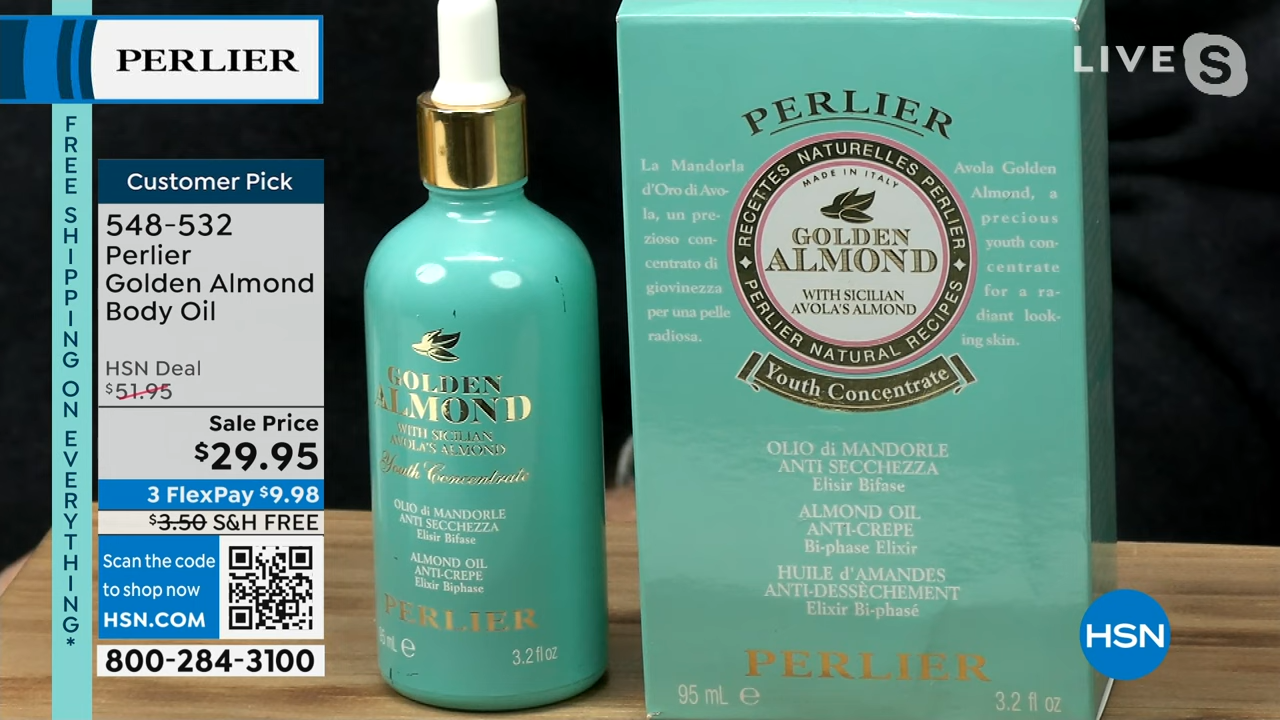 PERLIER
FREE SHIPPING ON EVERYTHING*
Customer Pick
548-532
Perlier
Golden Almond
Body Oil
HSN Deal
$51.95
Sale Price
$29.95
3 FlexPay $9.98
$3.50 S&H FREE
Scan the code
to shop now
HSN.COM
800-284-3100
GOLDEN
ALMOND
WITH SICILIAN
AVOLA'S ALMOND
Youth Concentrate
OLIO di MANDORLE
ANTI SECCHEZZA
Elisir Bifase
ALMOND OIL
ANTI-CREPE
Elixir Biphase
PERLIER
mL e
3.2 fl oz
LIVE S
PERLIER
La Mandorla
d'Oro di Avo-
la, un pre-
zioso con-
centrato di
giovinezza
per una pelle
radiosa.
RECETTES NATURELLES PERLIER
MADE IN ITALY
GOLDEN
ALMOND
WITH SICILIAN
AVOLA'S ALMOND
PERLIER NATURAL RECIPES
Youth Concentrate
Avola Golden
Almond, a
precious
youth con-
centrate
for a ra-
diant look-
ing skin.
OLIO di MANDORLE
ANTI SECCHEZZA
Elisir Bifase
ALMOND OIL
ANTI-CREPE
Bi-phase Elixir
HUILE d'AMANDES
ANTI-DESSÈCHEMENT
Elixir Bi-phasé
PERLIER
95 mL e
3.2 fl oz
HSN